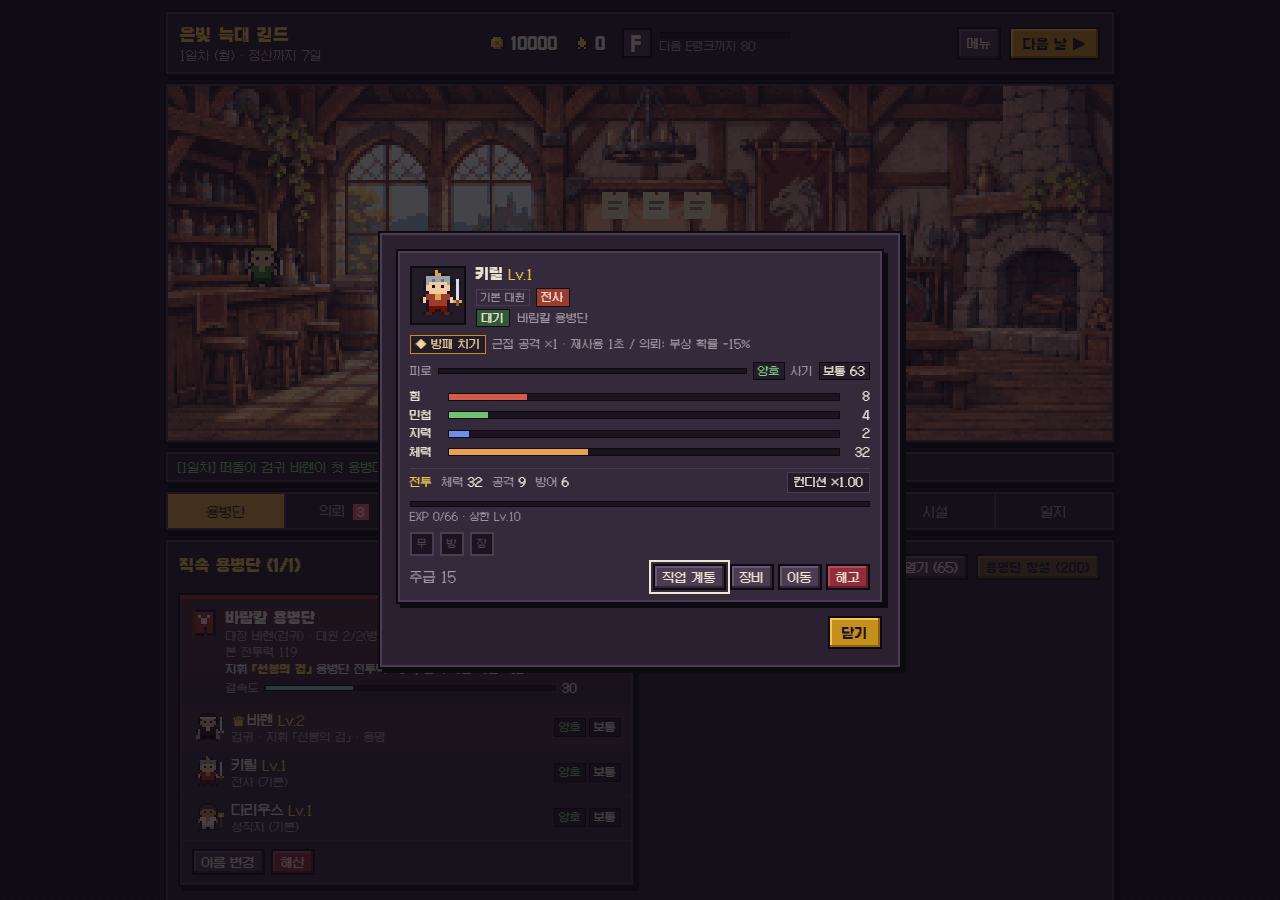 은빛 늑대 길드
1일차 (월) · 정산까지 7일
10000
0
F
다음 E랭크까지 80
메뉴
다음 날 ▶
키릴 Lv.1
기본 대원 전사
대기 바람칼 용병단
◆ 방패 치기 근접 공격 ×1 · 재사용 1초 / 의뢰: 부상 확률 -15%
피로 양호 사기 보통 63
힘 8
민첩 4
지력 2
체력 32
전투 체력 32 공격 9 방어 6 컨디션 ×1.00
EXP 0/66 · 상한 Lv.10
무 방 장
주급 15 직업 계통 장비 이동 해고
닫기
[1일차] 떠돌이 검귀 비렌이 첫 용병
용병단 의뢰 3 시설 일지
직속 용병단 (1/1)
열기 (65) 용병단 창설 (200)
바람칼 용병단
대장 비렌(검귀) · 대원 2/2
본 전투력 119
지휘 「선봉의 검」 용병단 전투
결속도 30
비렌 Lv.2
검귀 · 지휘 「선봉의 검」 · 용명
양호 보통
키릴 Lv.1
전사 (기본)
양호 보통
다리우스 Lv.1
성직자 (기본)
양호 보통
이름 변경 해산